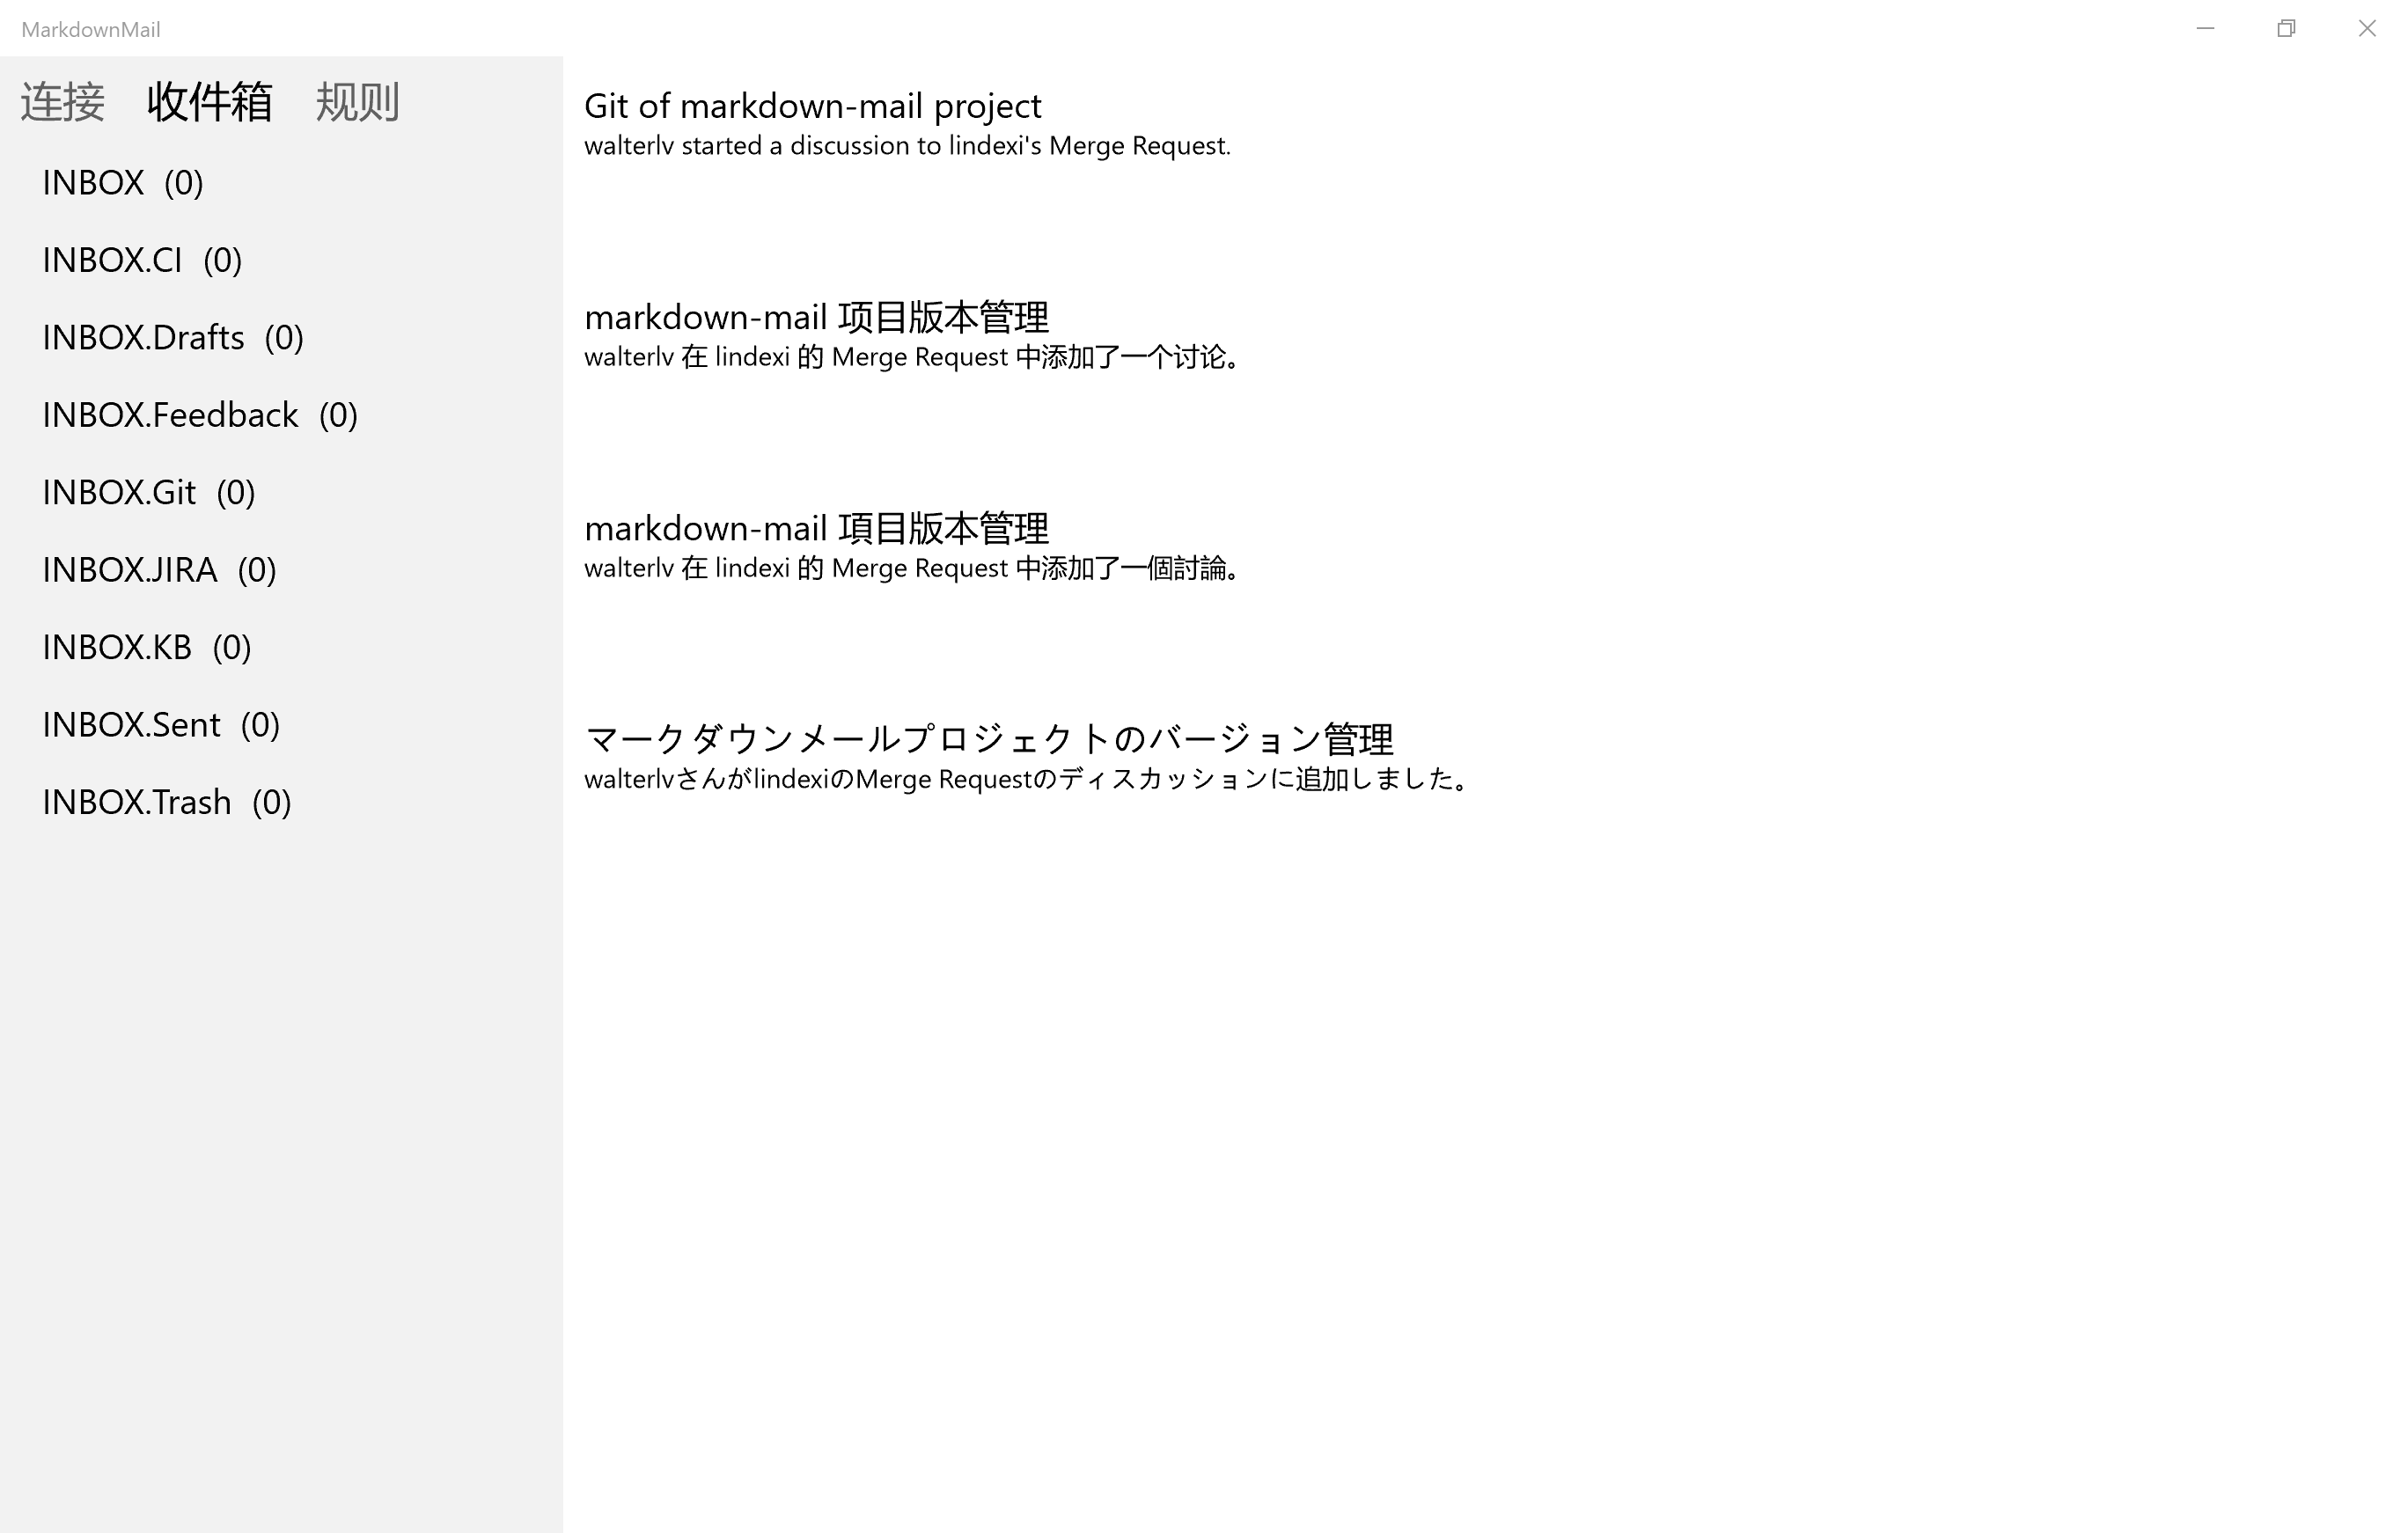 MarkdownMail
连接 收件箱 规则
INBOX (0)
INBOX.CI (0)
INBOX.Drafts (0)
INBOX.Feedback (0)
INBOX.Git (0)
INBOX.JIRA (0)
INBOX.KB (0)
INBOX.Sent (0)
INBOX.Trash (0)
Git of markdown-mail project
walterlv started a discussion to lindexi's Merge Request.
markdown-mail 项目版本管理
walterlv 在 lindexi 的 Merge Request 中添加了一个讨论。
markdown-mail 項目版本管理
walterlv 在 lindexi 的 Merge Request 中添加了一個討論。
マークダウンメールプロジェクトのバージョン管理
walterlvさんがlindexiのMerge Requestのディスカッションに追加しました。